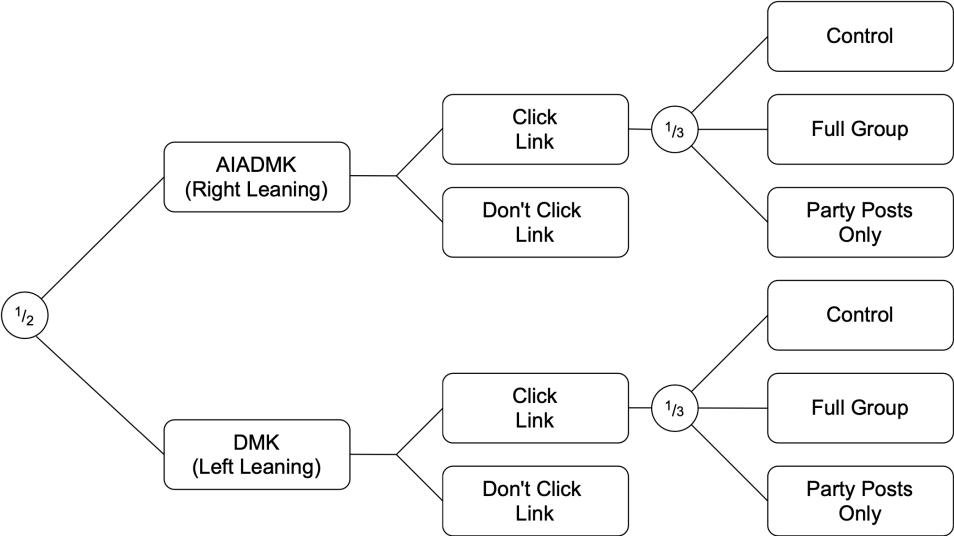 Control
Click
Link
1/3
Full Group
AIADMK
(Right Leaning)
Don't Click
Link
Party Posts
Only
1/2
Control
Click
Link
1/3
Full Group
DMK
(Left Leaning)
Don't Click
Link
Party Posts
Only